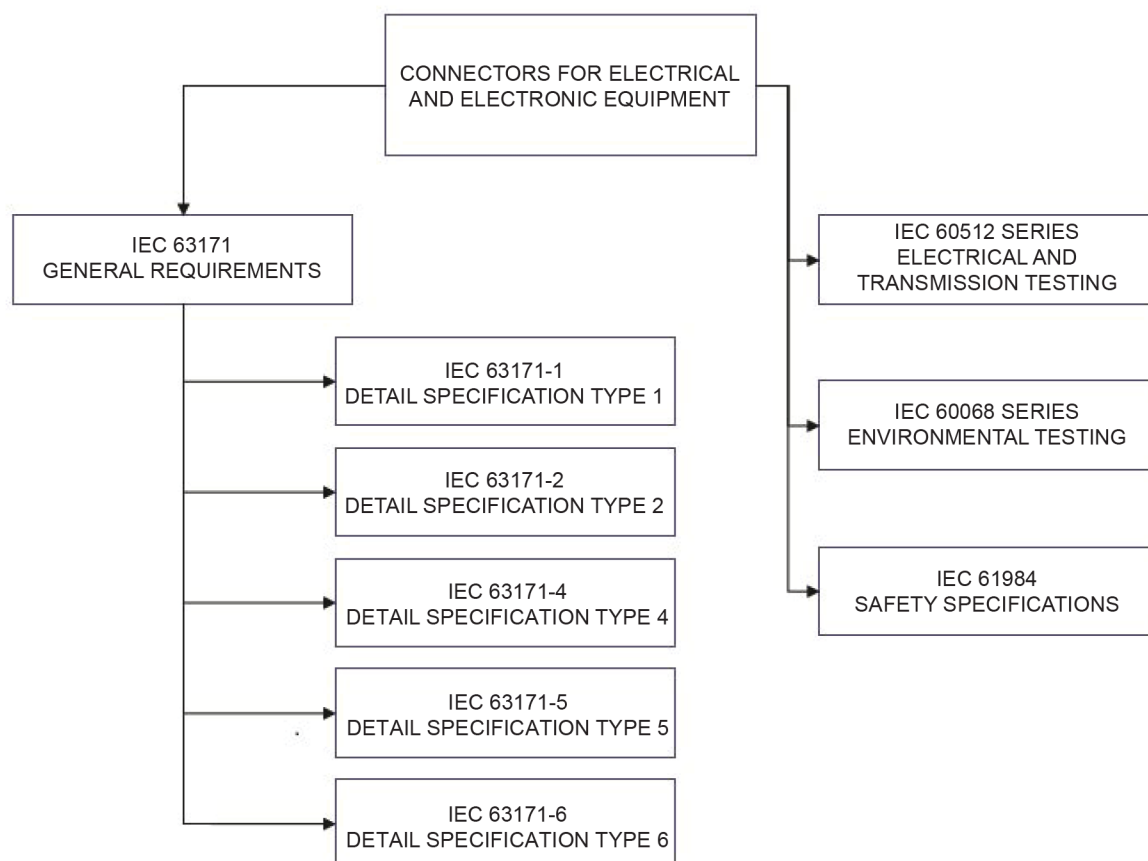 CONNECTORS FOR ELECTRICAL
AND ELECTRONIC EQUIPMENT
IEC 63171
GENERAL REQUIREMENTS
IEC 63171-1
DETAIL SPECIFICATION TYPE 1
IEC 63171-2
DETAIL SPECIFICATION TYPE 2
IEC 63171-4
DETAIL SPECIFICATION TYPE 4
IEC 63171-5
DETAIL SPECIFICATION TYPE 5
IEC 63171-6
DETAIL SPECIFICATION TYPE 6
IEC 60512 SERIES
ELECTRICAL AND
TRANSMISSION TESTING
IEC 60068 SERIES
ENVIRONMENTAL TESTING
IEC 61984
SAFETY SPECIFICATIONS